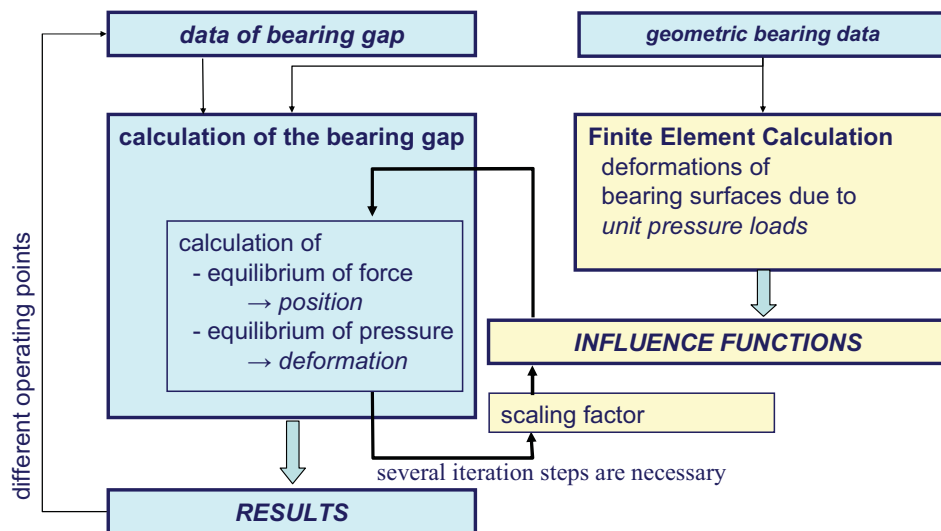 data of bearing gap
geometric bearing data
calculation of the bearing gap
calculation of
- equilibrium of force
→ position
- equilibrium of pressure
→ deformation
Finite Element Calculation
deformations of
bearing surfaces due to
unit pressure loads
INFLUENCE FUNCTIONS
scaling factor
several iteration steps are necessary
RESULTS
different operating points